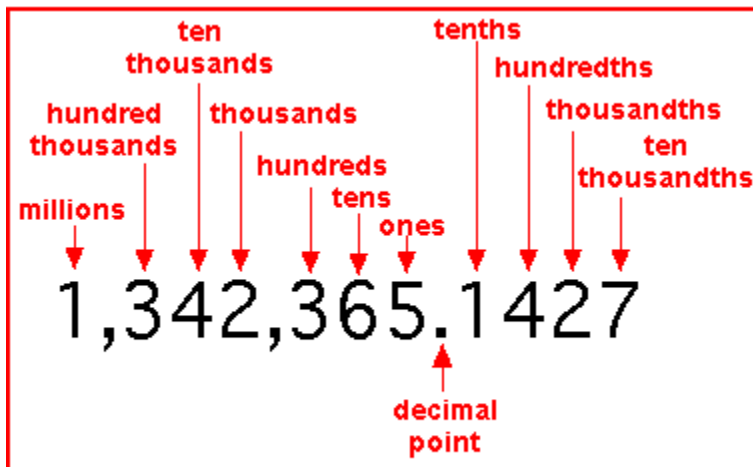 ten
thousands
tenths
hundredths
hundred
thousands
thousands
thousandths
hundreds
ten
thousandths
millions
tens
ones
1,342,365.1427
decimal
point